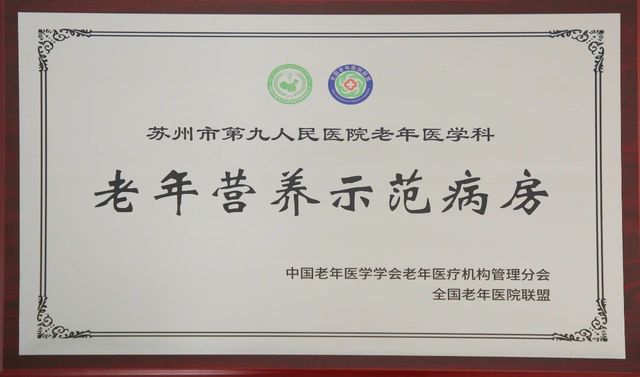 苏州市第九人民医院老年医学科
老年营养示范病房
中国老年医学学会老年医疗机构管理分会
全国老年医院联盟